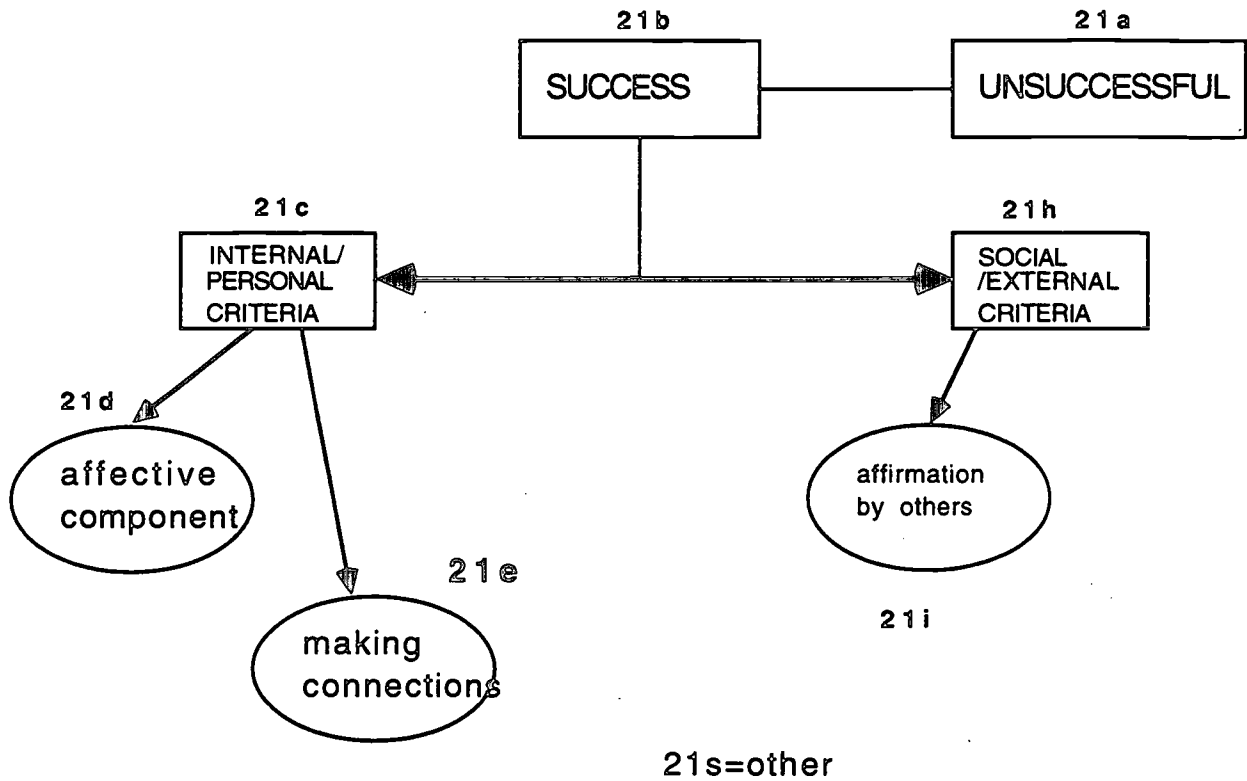 21b
21a
SUCCESS
UNSUCCESSFUL
21c
21h
INTERNAL/
PERSONAL
CRITERIA
SOCIAL
/EXTERNAL
CRITERIA
21d
affective
component
affirmation
by others
21e
21i
making
connections
21s=other